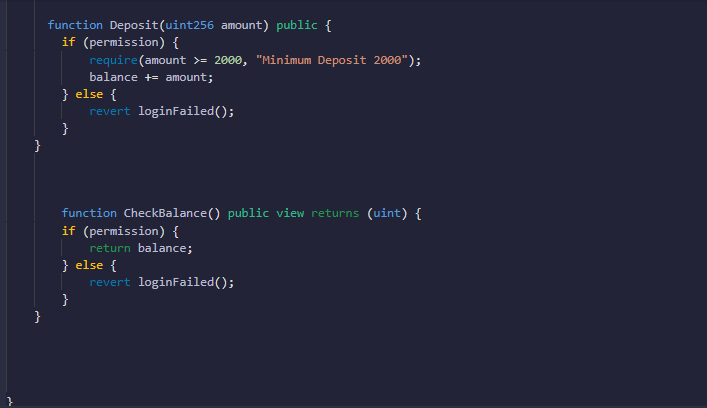 function Deposit(uint256 amount) public {
if (permission) {
require(amount >= 2000, "Minimum Deposit 2000");
balance += amount;
} else {
revert loginFailed();
}
}
function CheckBalance() public view returns (uint) {
if (permission) {
return balance;
} else {
revert loginFailed();
}
}
}